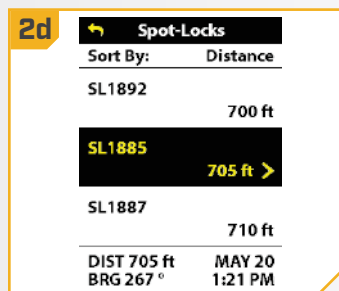 2d
Spot-Locks
Sort By: Distance
SL1892
700 ft
SL1885
705 ft >
SL1887
710 ft
DIST 705 ft MAY 20
BRG 267 ° 1:21 PM